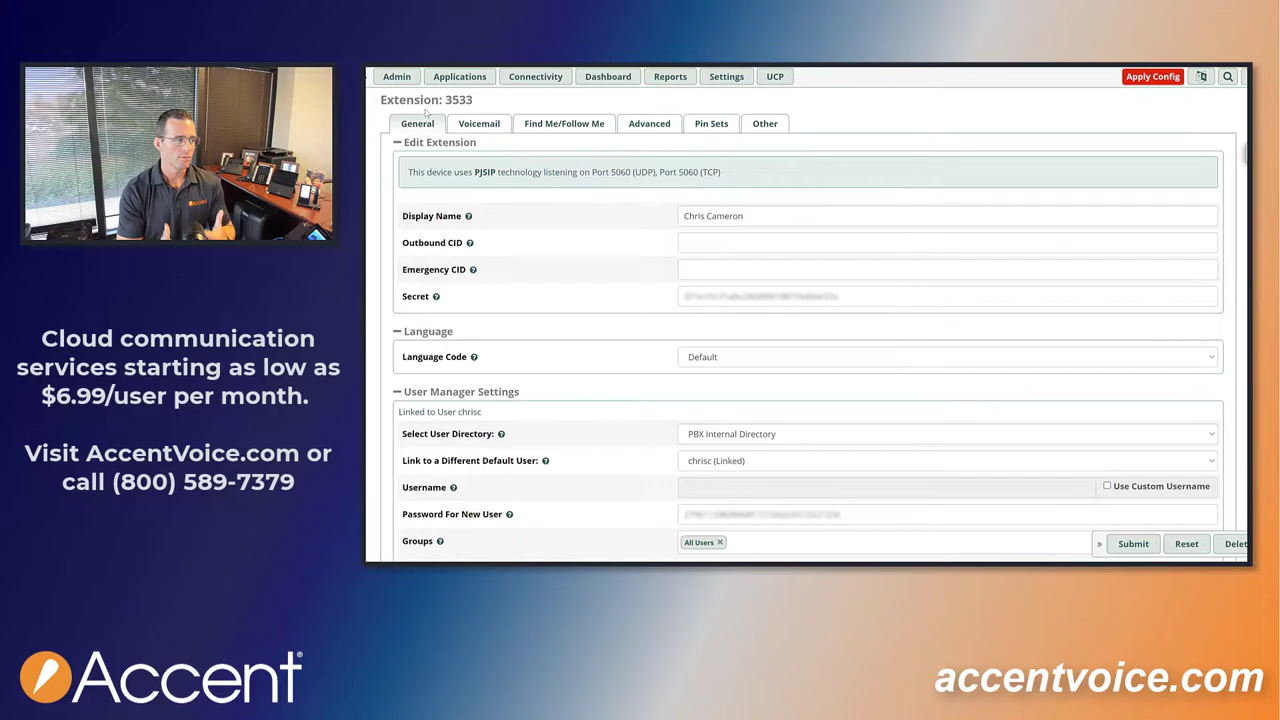 Admin
Applications
Connectivity
Dashboard
Reports
Settings
UCP
Apply Config
Extension: 3533
General
Voicemail
Find Me/Follow Me
Advanced
Pin Sets
Other
Edit Extension
This device uses PJSIP technology listening on Port 5060 (UDP), Port 5060 (TCP)
Display Name
Chris Cameron
Outbound CID
Emergency CID
Secret
Language
Language Code
Default
User Manager Settings
Linked to User chrisc
Select User Directory:
PBX Internal Directory
Link to a Different Default User:
chrisc (Linked)
Username
Use Custom Username
Password For New User
Groups
All Users
Submit
Reset
Delet
Accent
Cloud communication
services starting as low as
$6.99/user per month.
Visit AccentVoice.com or
call (800) 589-7379
Accent®
accentvoice.com